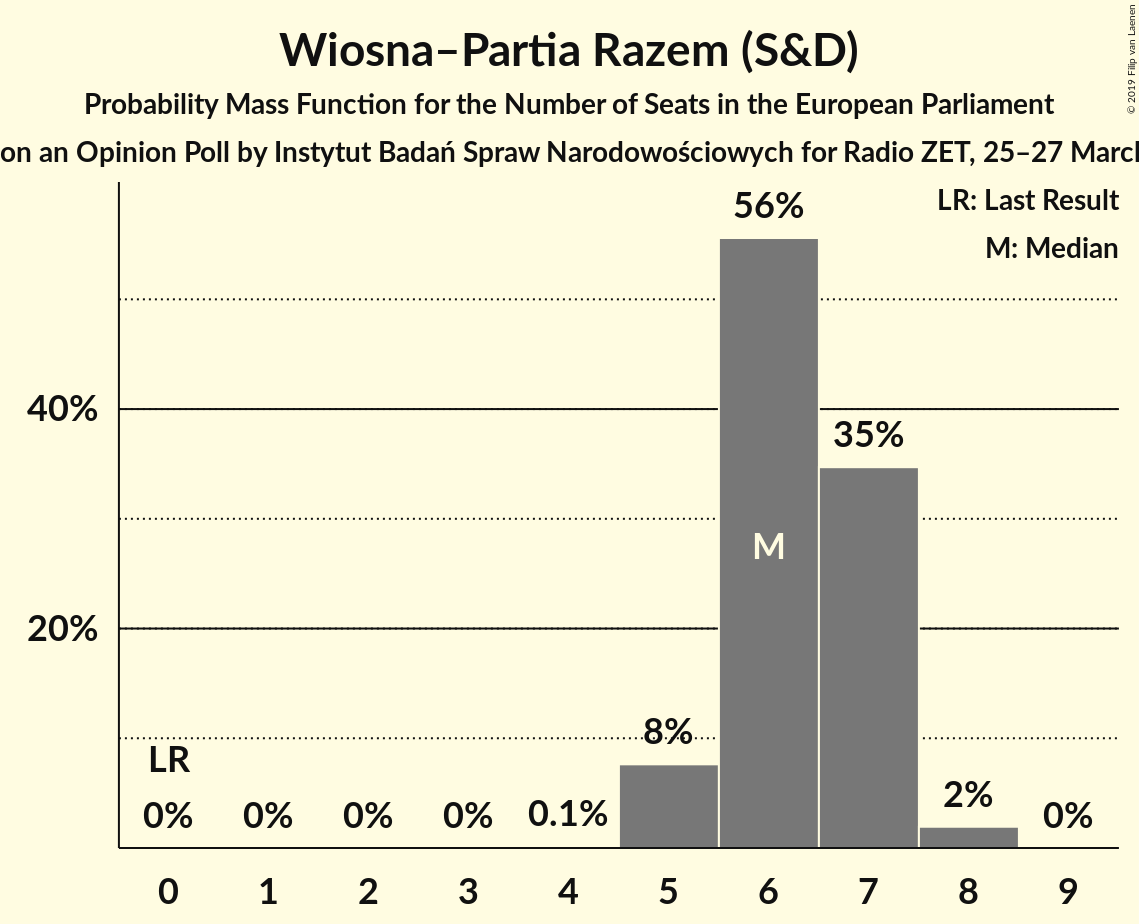 Wiosna–Partia Razem (S&D)
Probability Mass Function for the Number of Seats in the European Parliament
on an Opinion Poll by Instytut Badań Spraw Narodowościowych for Radio ZET, 25–27 March
© 2019 Filip van Laenen
LR: Last Result
M: Median
56%
40%
35%
M
20%
8%
LR
0% 0% 0% 0% 0.1% 2% 0%
0 1 2 3 4 5 6 7 8 9